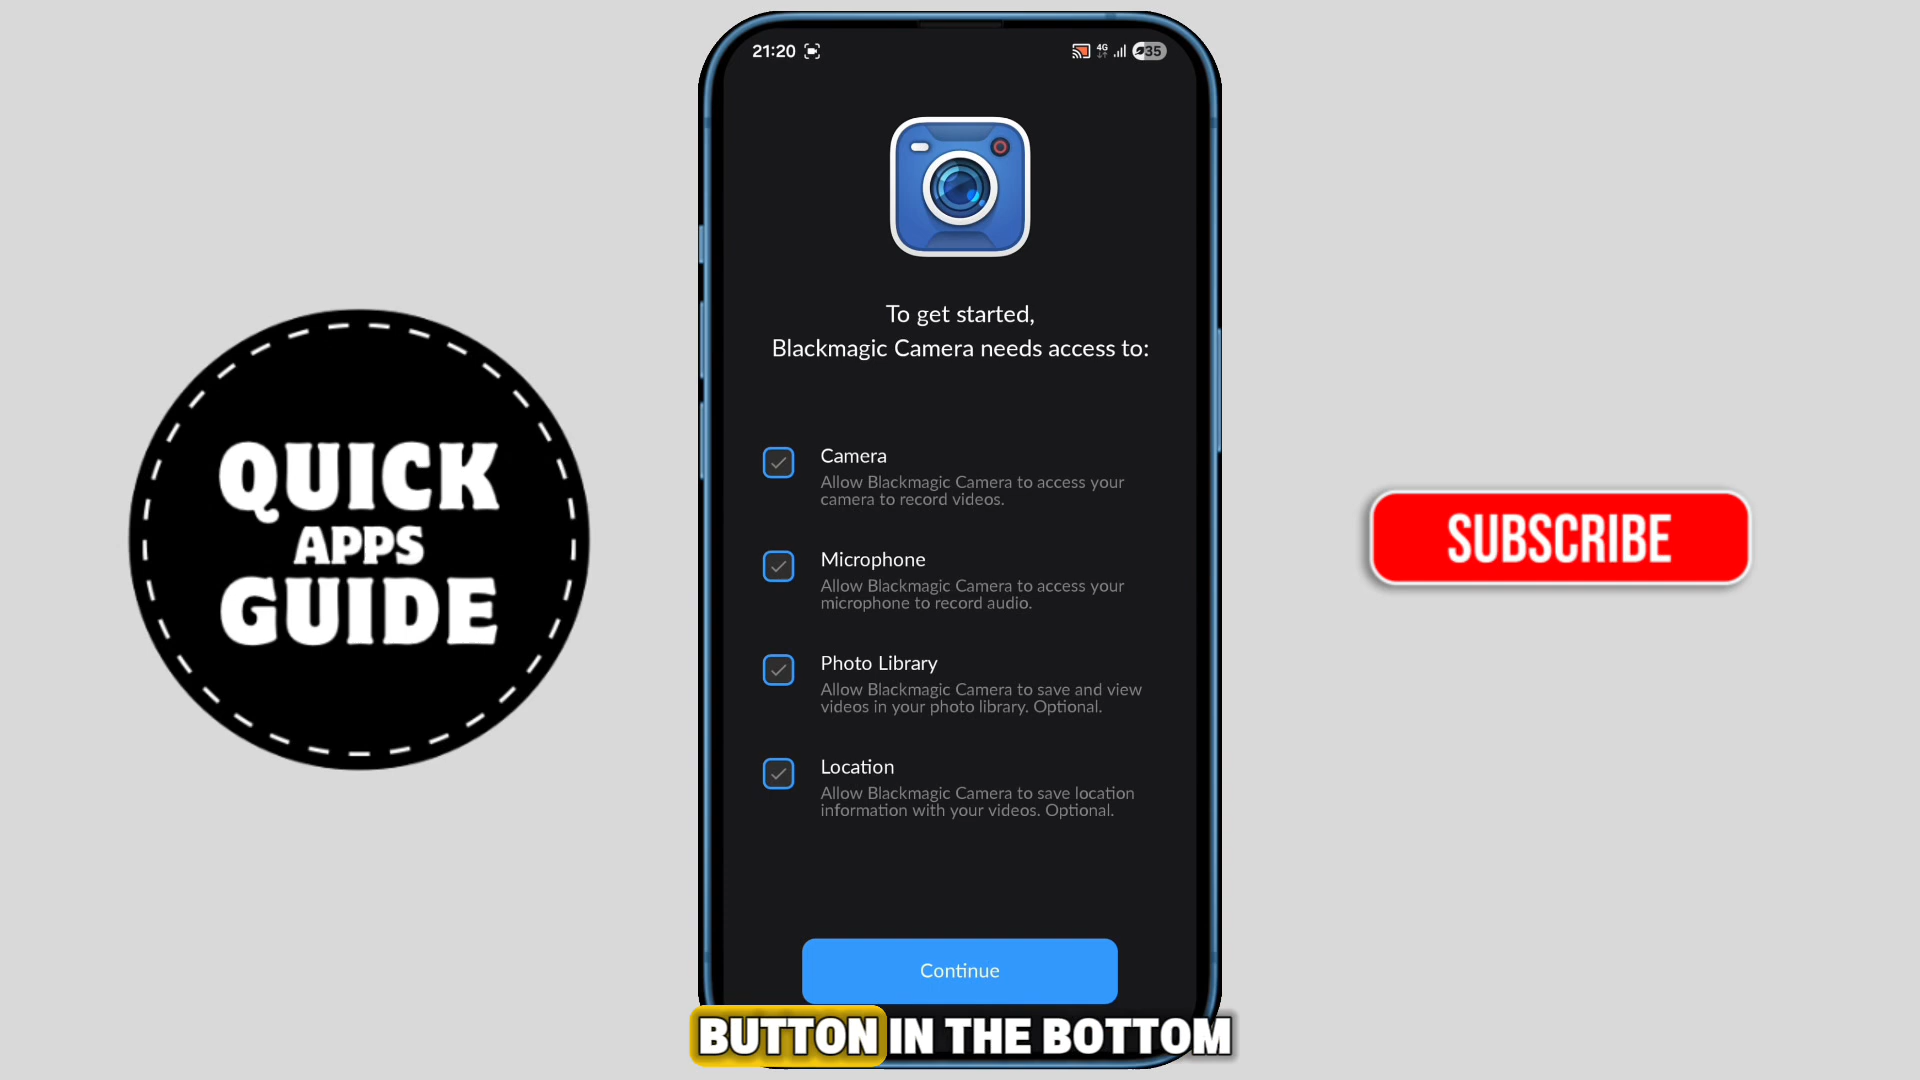 21:20
4G
35
To get started,
Blackmagic Camera needs access to:
Camera
Allow Blackmagic Camera to access your
camera to record videos.
Microphone
Allow Blackmagic Camera to access your
microphone to record audio.
Photo Library
Allow Blackmagic Camera to save and view
videos in your photo library. Optional.
Location
Allow Blackmagic Camera to save location
information with your videos. Optional.
Continue
QUICK
APPS
GUIDE
SUBSCRIBE
BUTTON IN THE BOTTOM